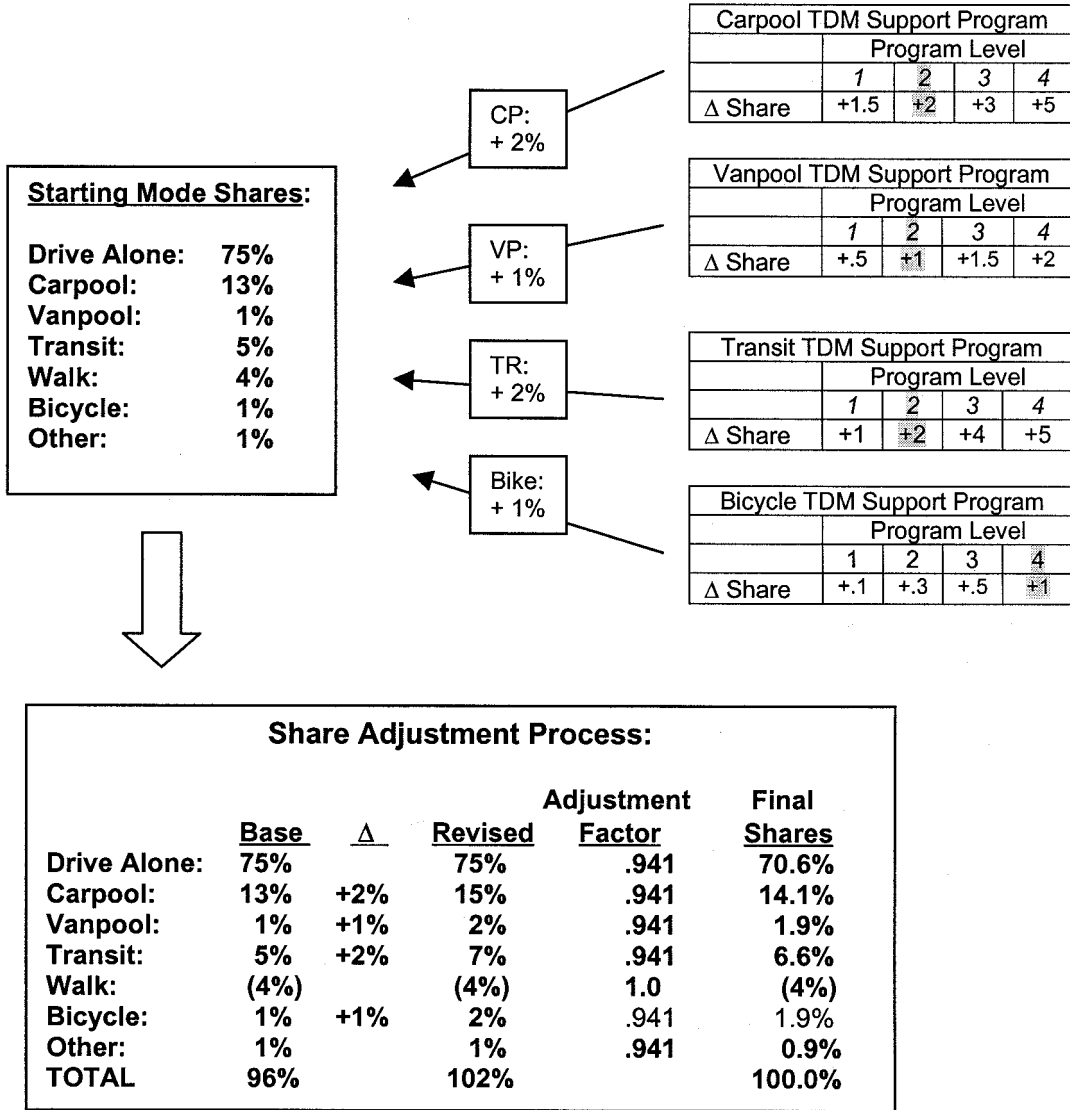 Carpool TDM Support Program
Program Level
1 2 3 4
Δ Share +1.5 +2 +3 +5
CP:
+ 2%
Vanpool TDM Support Program
Program Level
1 2 3 4
Δ Share +.5 +1 +1.5 +2
VP:
+ 1%
Transit TDM Support Program
Program Level
1 2 3 4
Δ Share +1 +2 +4 +5
TR:
+ 2%
Bicycle TDM Support Program
Program Level
1 2 3 4
Δ Share +.1 +.3 +.5 +1
Bike:
+ 1%
Starting Mode Shares:
Drive Alone: 75%
Carpool: 13%
Vanpool: 1%
Transit: 5%
Walk: 4%
Bicycle: 1%
Other: 1%
Share Adjustment Process:
Adjustment Final
Base Δ Revised Factor Shares
Drive Alone: 75% 75% .941 70.6%
Carpool: 13% +2% 15% .941 14.1%
Vanpool: 1% +1% 2% .941 1.9%
Transit: 5% +2% 7% .941 6.6%
Walk: (4%) (4%) 1.0 (4%)
Bicycle: 1% +1% 2% .941 1.9%
Other: 1% 1% .941 0.9%
TOTAL 96% 102% 100.0%